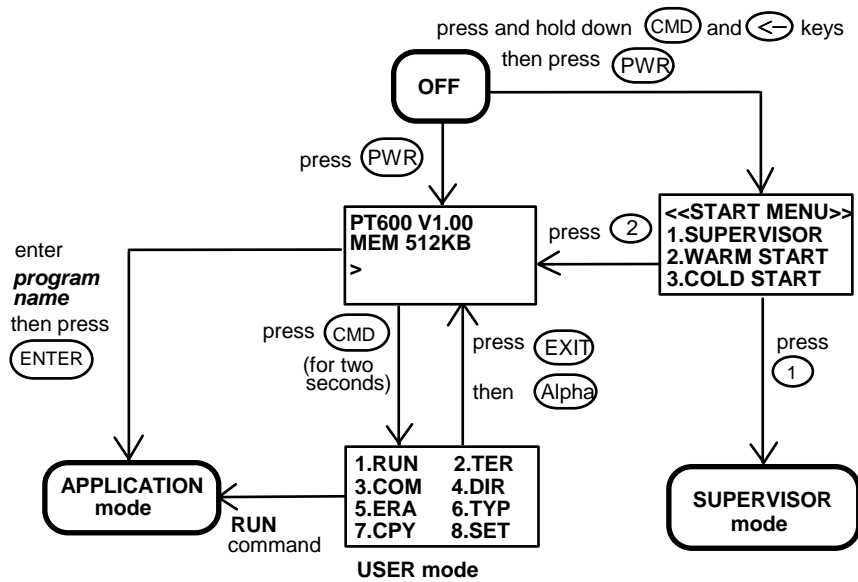 press and hold down CMD and <– keys
then press PWR
OFF
press PWR
PT600 V1.00
MEM 512KB
>
press 2
<<START MENU>>
1.SUPERVISOR
2.WARM START
3.COLD START
enter
program
name
then press
ENTER
press CMD
(for two
seconds)
press EXIT
then Alpha
press
1
APPLICATION
mode
RUN
command
1.RUN 2.TER
3.COM 4.DIR
5.ERA 6.TYP
7.CPY 8.SET
USER mode
SUPERVISOR
mode